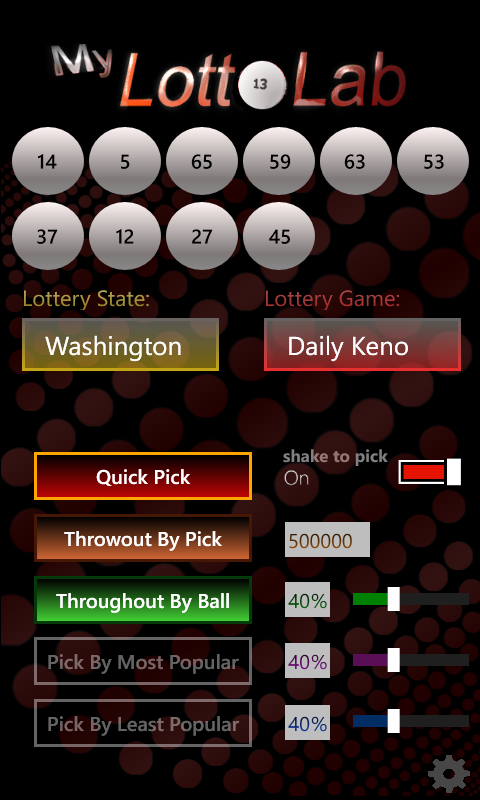 My Lotto Lab
13
14 5 65 59 63 53
37 12 27 45
Lottery State: Lottery Game:
Washington Daily Keno
shake to pick
Quick Pick On
Throwout By Pick 500000
Throughout By Ball 40%
Pick By Most Popular 40%
Pick By Least Popular 40%